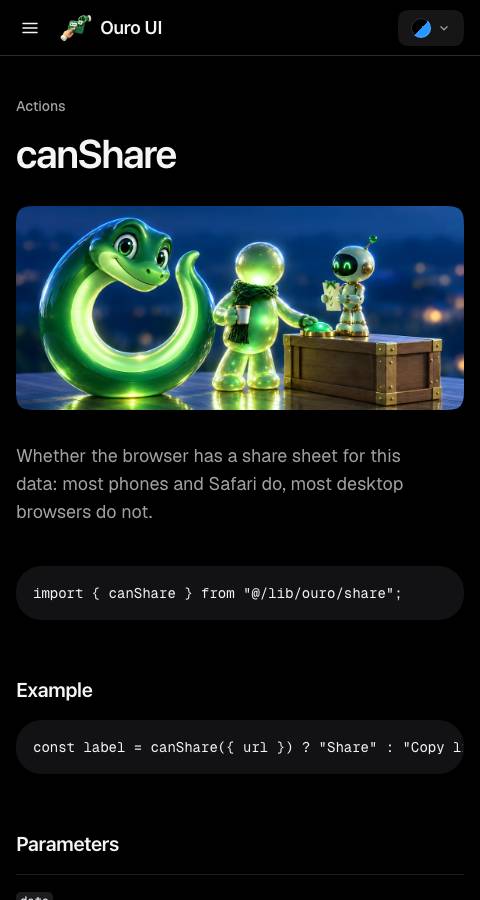 Ouro UI
Actions
canShare
Whether the browser has a share sheet for this
data: most phones and Safari do, most desktop
browsers do not.
import { canShare } from "@/lib/ouro/share";
Example
const label = canShare({ url }) ? "Share" : "Copy l
Parameters
data